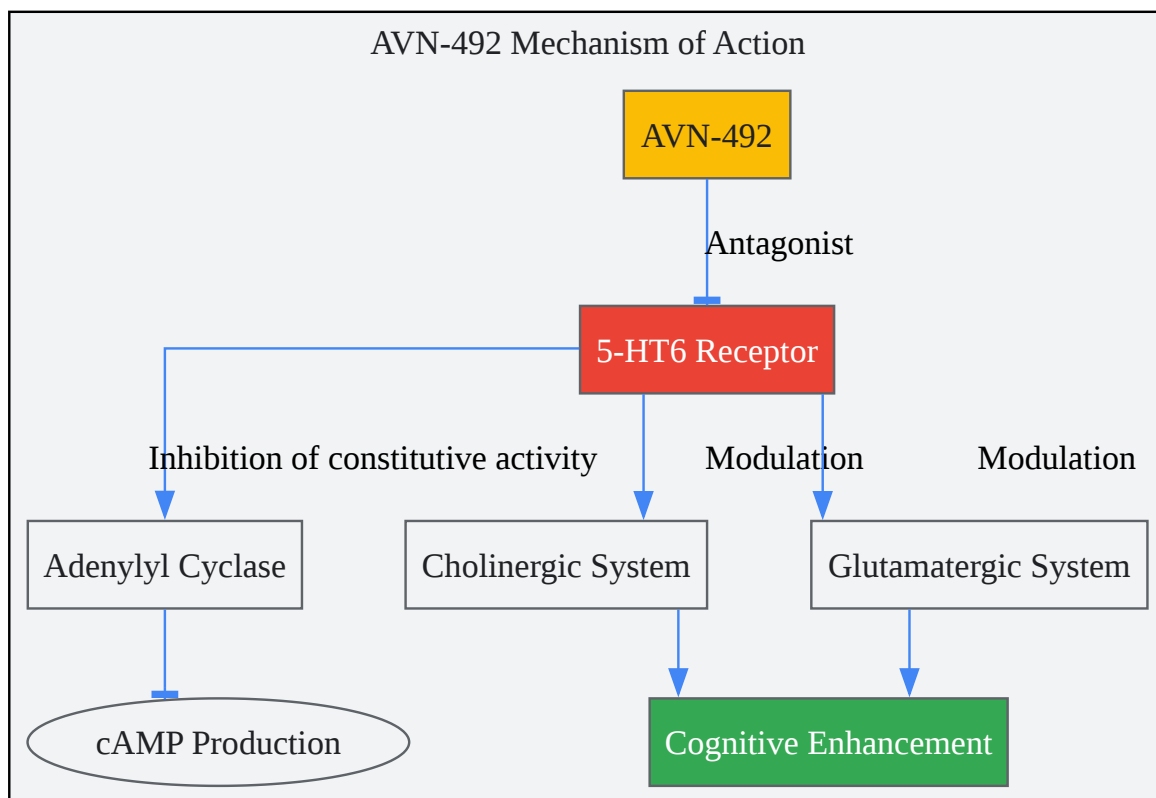 AVN-492 Mechanism of Action
AVN-492
Antagonist
5-HT6 Receptor
Inhibition of constitutive activity
Modulation
Modulation
Adenylyl Cyclase
Cholinergic System
Glutamatergic System
cAMP Production
Cognitive Enhancement